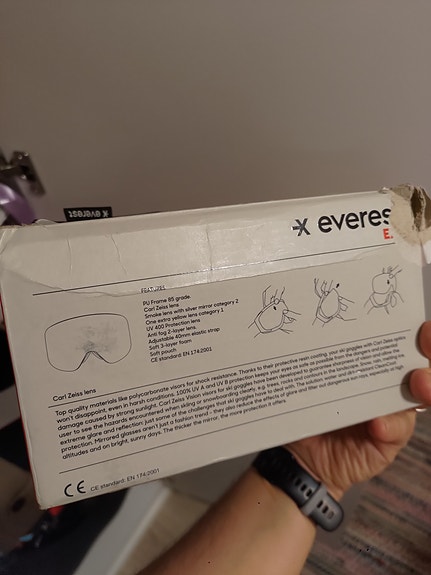 X everest
everes
E.
FEATURES
PU Frame 85 grade.
Carl Zeiss lens
Smoke lens with silver mirror category 2
One extra yellow lens category 1
UV 400 Protection lens
Anti fog 2-layer lens.
Adjustable 40mm elastic strap
Soft 3-layer foam
Soft pouch
CE standard: EN 174:2001
Carl Zeiss lens
Top quality materials like polycarbonate visors for shock resistance. Thanks to their protective resin coating, your ski goggles with Carl Zeiss optics
won't disappoint, even in harsh conditions. 100% UV A and UV B protection keeps your eyes as safe as possible from the dangers and potential
damage caused by strong sunlight. Carl Zeiss Vision visors for ski goggles have been developed to guarantee sharpness of vision and allow the
user to see the hazards encountered when skiing or snowboarding clearly, e.g. trees, rocks and contours in the landscape. Snow, rain, melting ice,
extreme glare and reflection: just some of the challenges that ski goggles have to deal with. The solution: water- and dirt-repellent CleanCoat
protection. Mirrored glasses aren't just a fashion trend - they also reduce the effects of glare and filter out dangerous sun rays, especially at high
altitudes and on bright, sunny days. The thicker the mirror, the more protection it offers.
CE CE standard: EN 174:2001